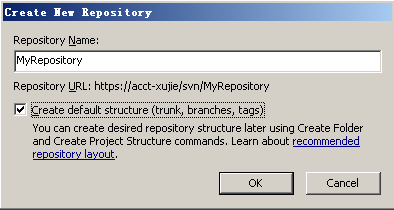 Create New Repository
Repository Name:
MyRepository
Repository URL: https://acct-xujie/svn/MyRepository
Create default structure (trunk, branches, tags)
You can create desired repository structure later using Create Folder
and Create Project Structure commands. Learn about recommended
repository layout.
OK Cancel